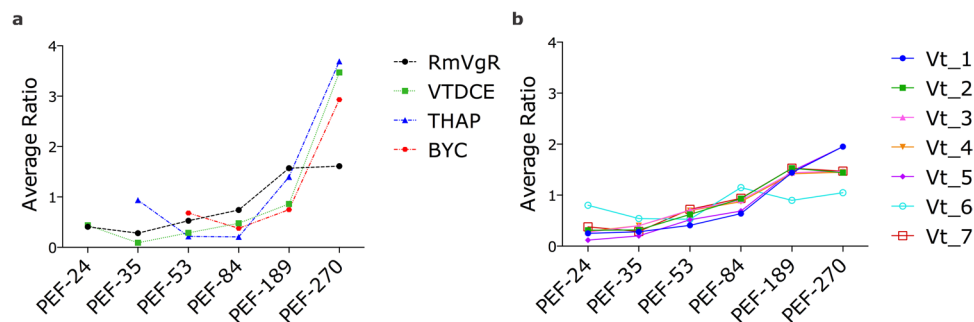 a
Average Ratio
4
3
2
1
0
PEF-24
PEF-35
PEF-53
PEF-84
PEF-189
PEF-270
RmVgR
VTDCE
THAP
BYC
b
Average Ratio
4
3
2
1
0
PEF-24
PEF-35
PEF-53
PEF-84
PEF-189
PEF-270
Vt_1
Vt_2
Vt_3
Vt_4
Vt_5
Vt_6
Vt_7